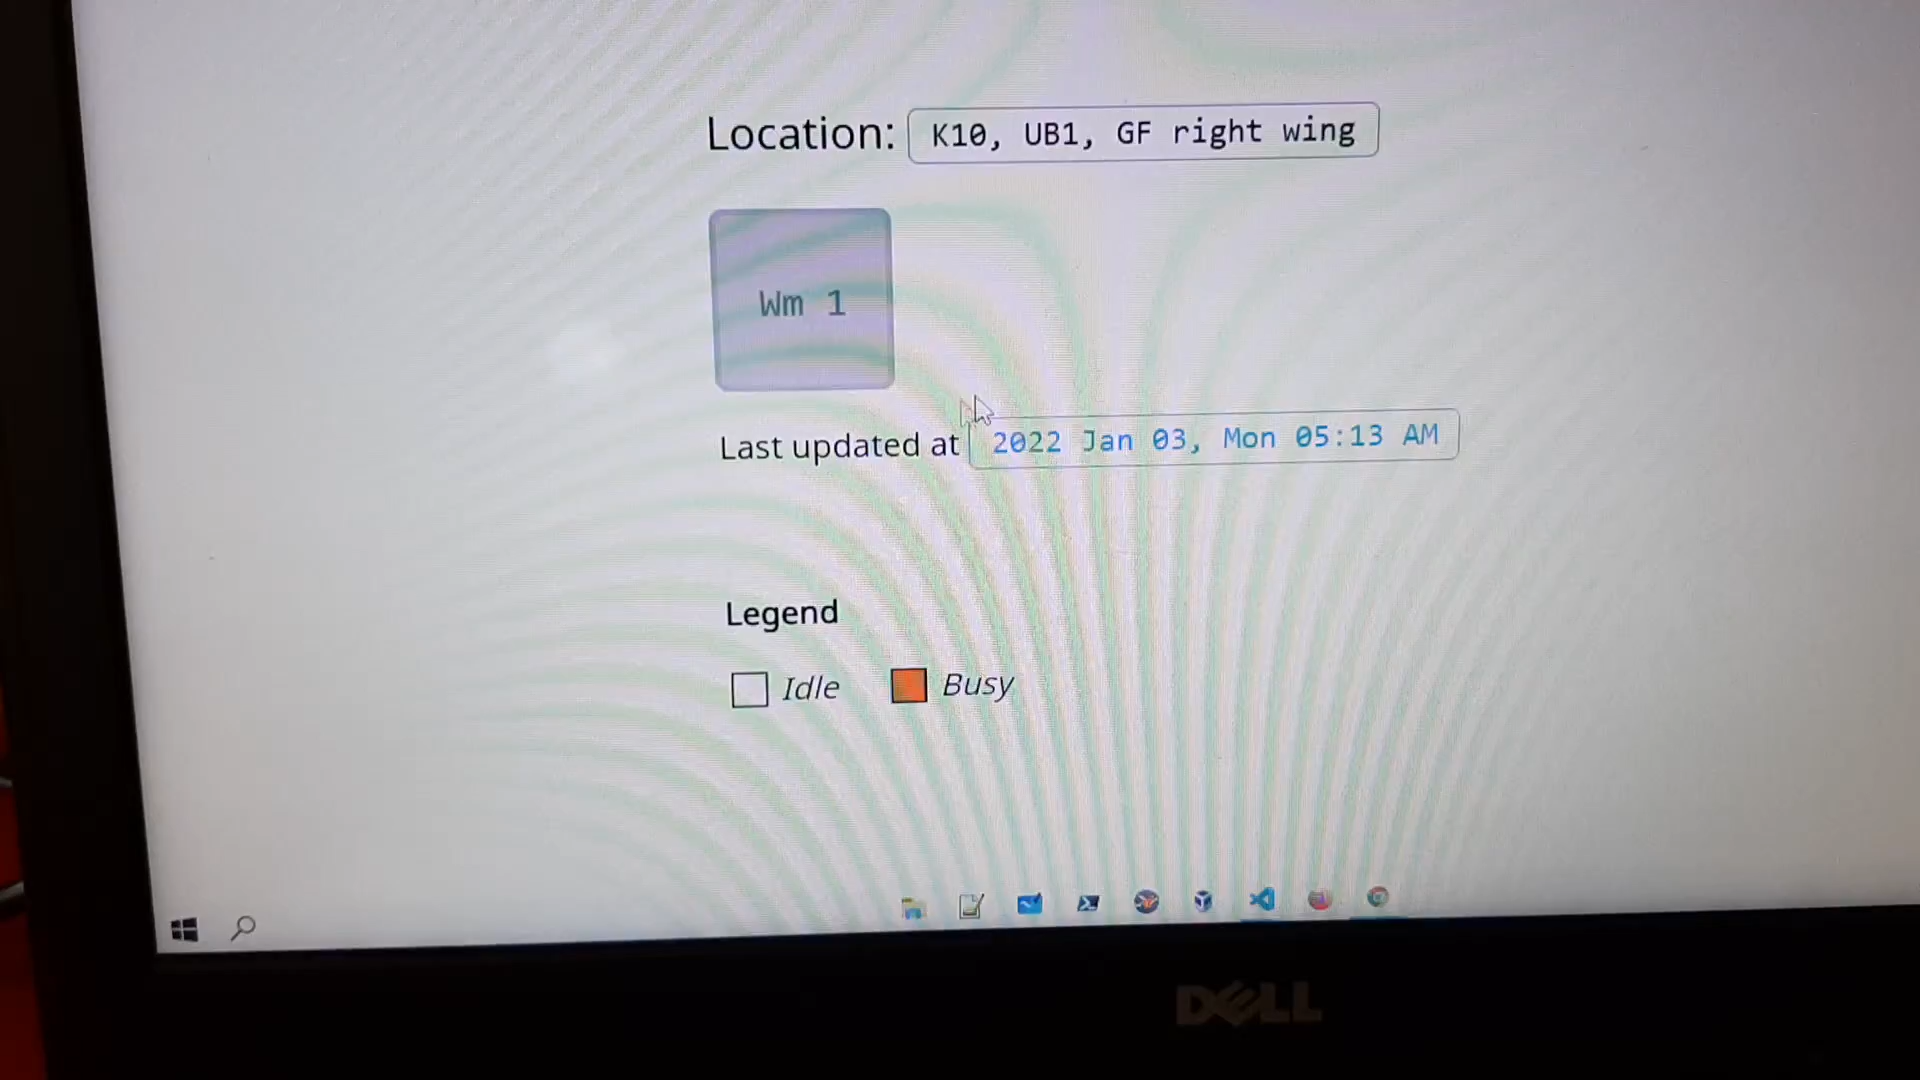 Location: K10, UB1, GF right wing
Wm 1
Last updated at 2022 Jan 03, Mon 05:13 AM
Legend
Idle Busy
DELL